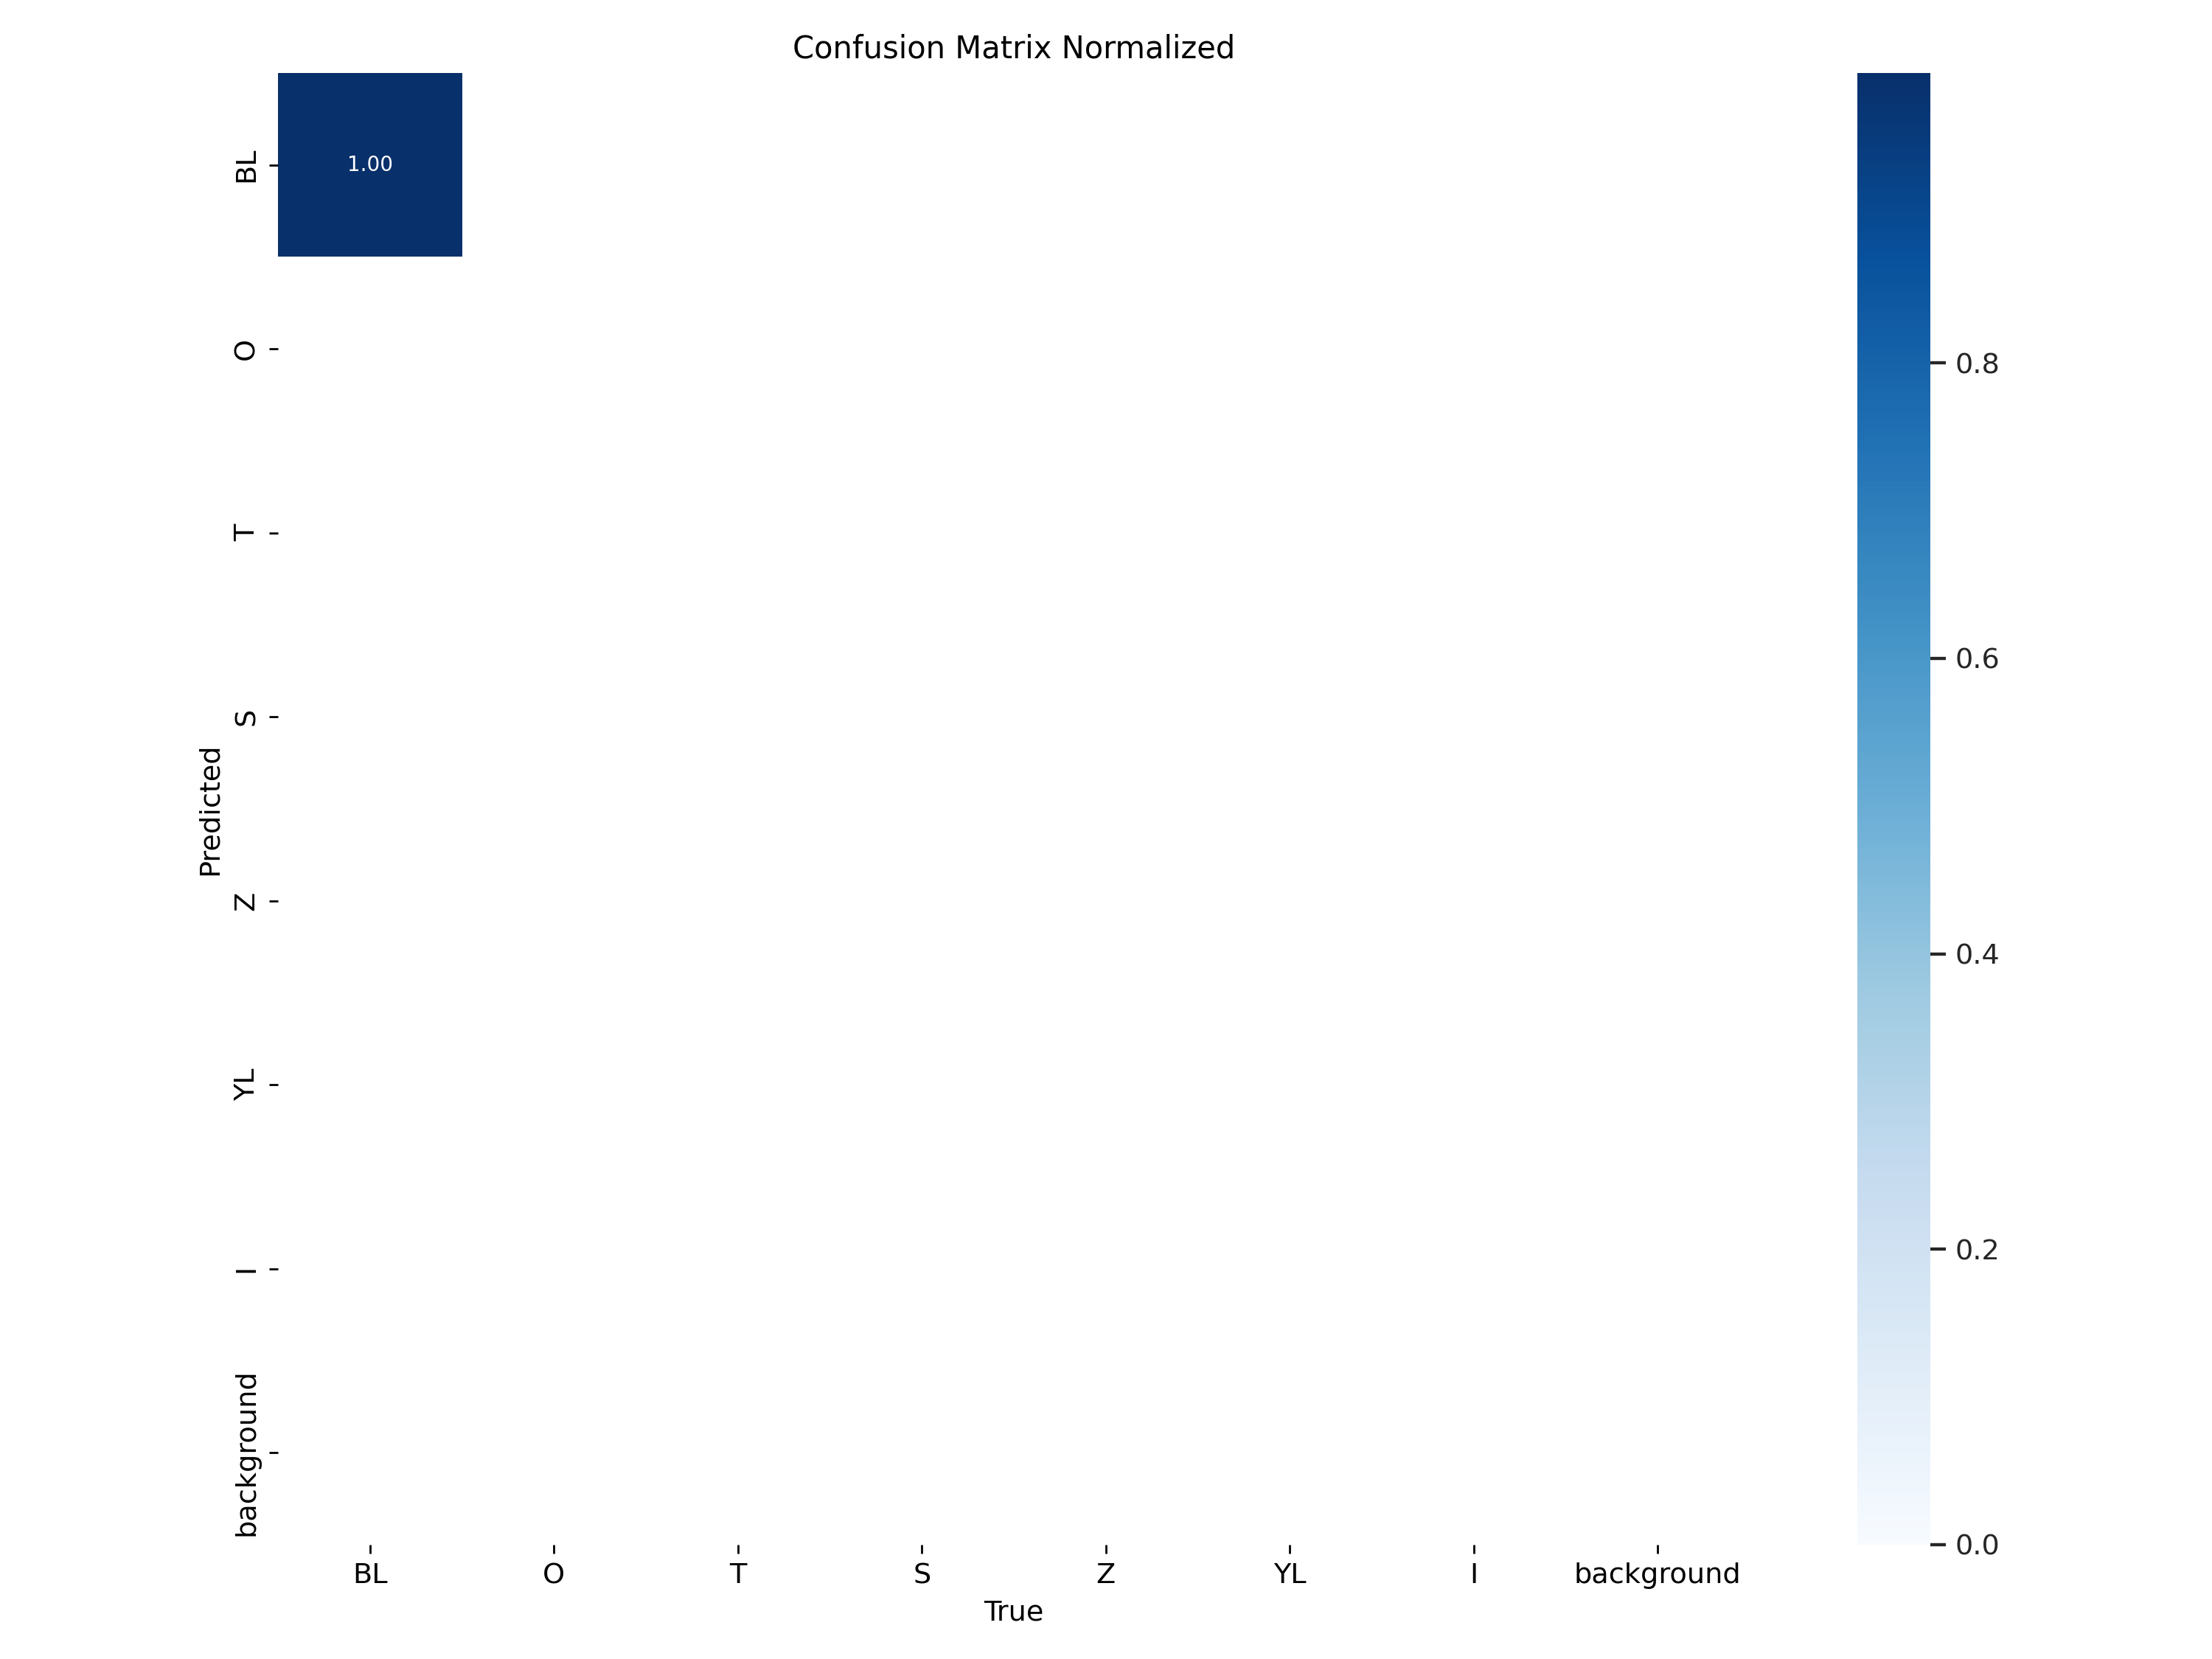 Confusion Matrix Normalized
BL
1.00
O
T
S
Z
YL
I
background
Predicted
BL
O
T
S
Z
YL
I
background
True
0.8
0.6
0.4
0.2
0.0